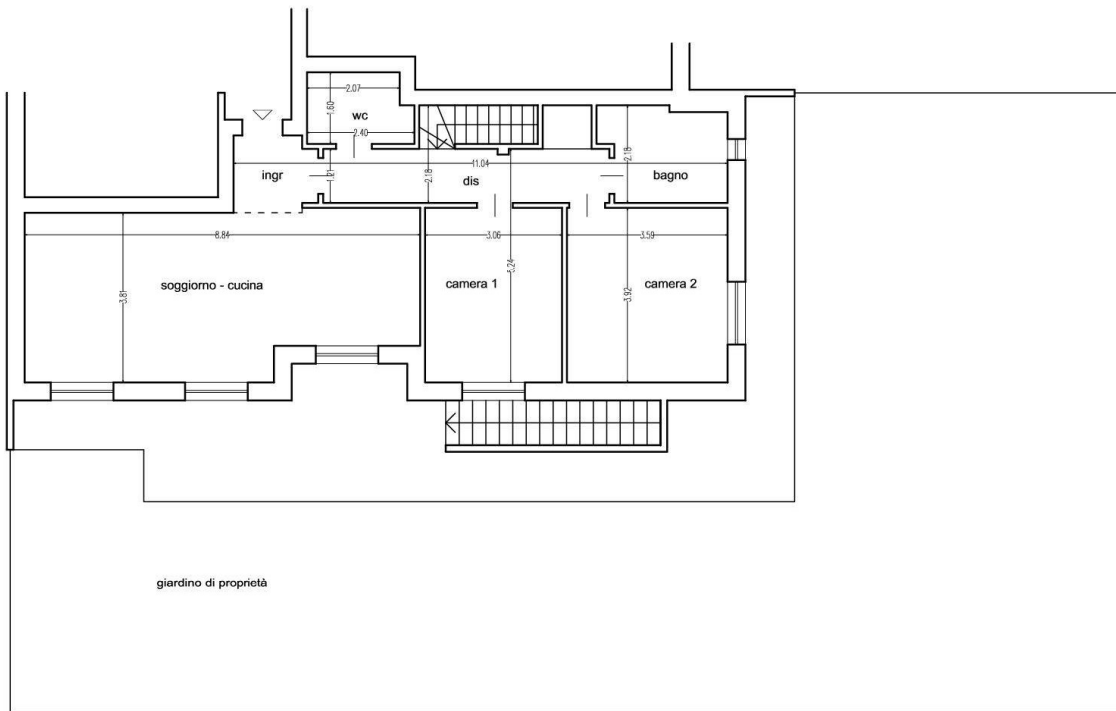 2.07
1.60
wc
2.40
11.04
2.18
ingr
1.21
2.18
dis
bagno
8.84
3.06
3.59
5.24
soggiorno - cucina
camera 1
camera 2
3.81
3.92
giardino di proprietà